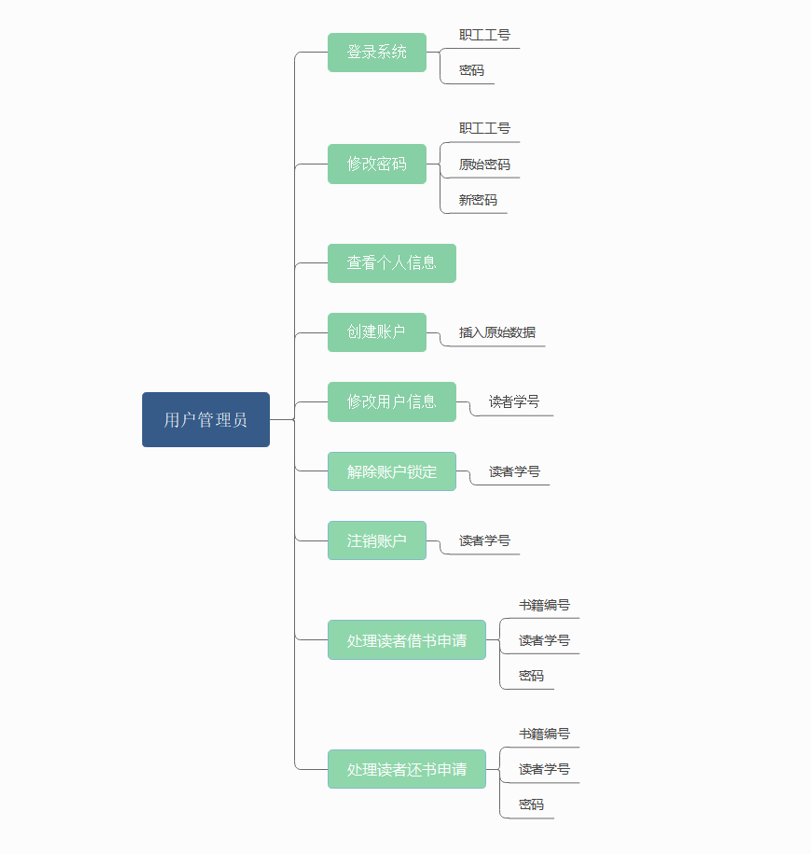 职工工号
登录系统
密码
职工工号
修改密码
原始密码
新密码
查看个人信息
创建账户
插入原始数据
修改用户信息
读者学号
用户管理员
解除账户锁定
读者学号
注销账户
读者学号
书籍编号
处理读者借书申请
读者学号
密码
书籍编号
处理读者还书申请
读者学号
密码